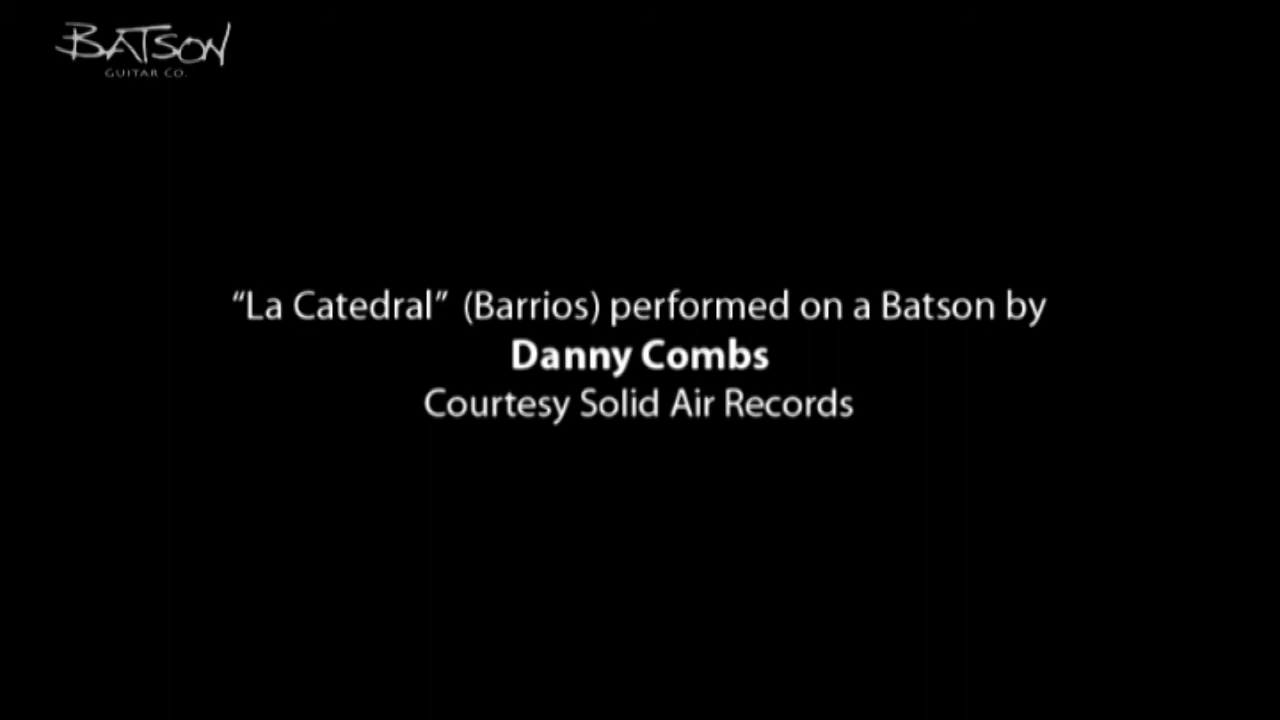 BATSON
GUITAR CO.
“La Catedral” (Barrios) performed on a Batson by
Danny Combs
Courtesy Solid Air Records